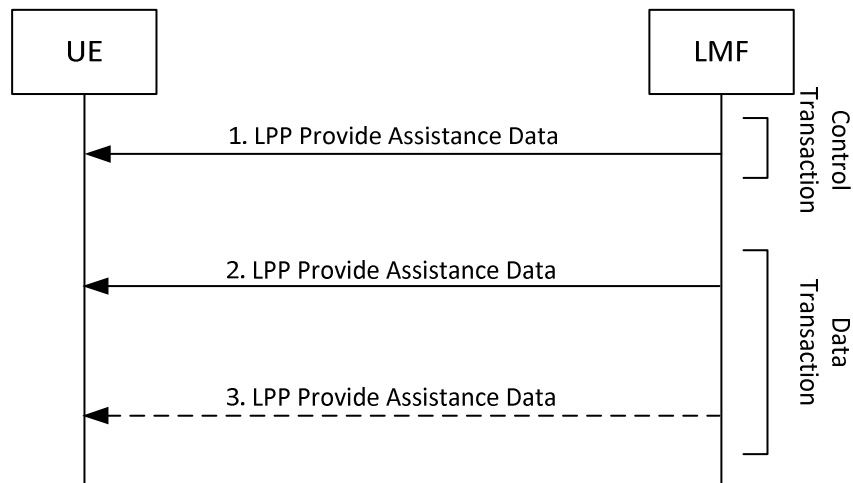 UE
LMF
1. LPP Provide Assistance Data
Control
Transaction
2. LPP Provide Assistance Data
3. LPP Provide Assistance Data
Data
Transaction